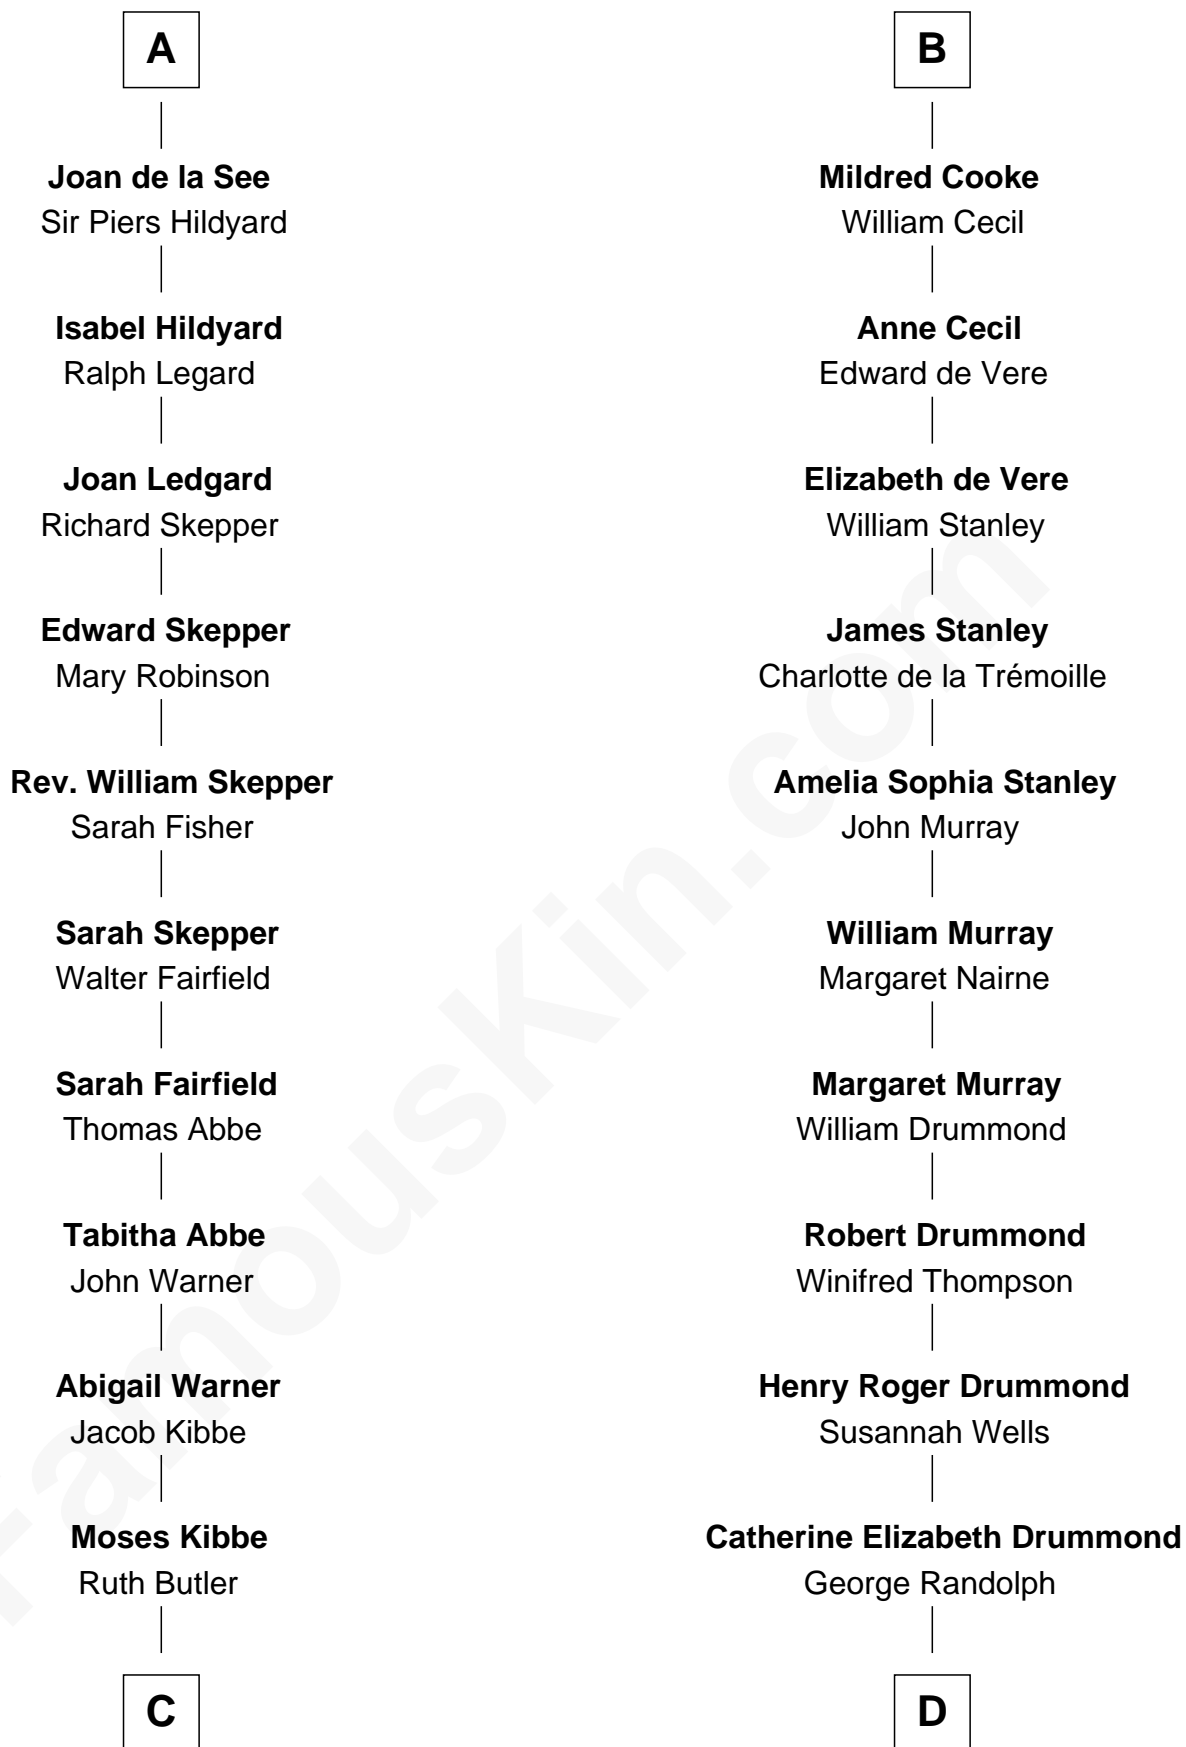 A
Joan de la See
Sir Piers Hildyard
Isabel Hildyard
Ralph Legard
Joan Ledgard
Richard Skepper
Edward Skepper
Mary Robinson
Rev. William Skepper
Sarah Fisher
Sarah Skepper
Walter Fairfield
Sarah Fairfield
Thomas Abbe
Tabitha Abbe
John Warner
Abigail Warner
Jacob Kibbe
Moses Kibbe
Ruth Butler
C
B
Mildred Cooke
William Cecil
Anne Cecil
Edward de Vere
Elizabeth de Vere
William Stanley
James Stanley
Charlotte de la Trémoille
Amelia Sophia Stanley
John Murray
William Murray
Margaret Nairne
Margaret Murray
William Drummond
Robert Drummond
Winifred Thompson
Henry Roger Drummond
Susannah Wells
Catherine Elizabeth Drummond
George Randolph
D
FamousKin.com